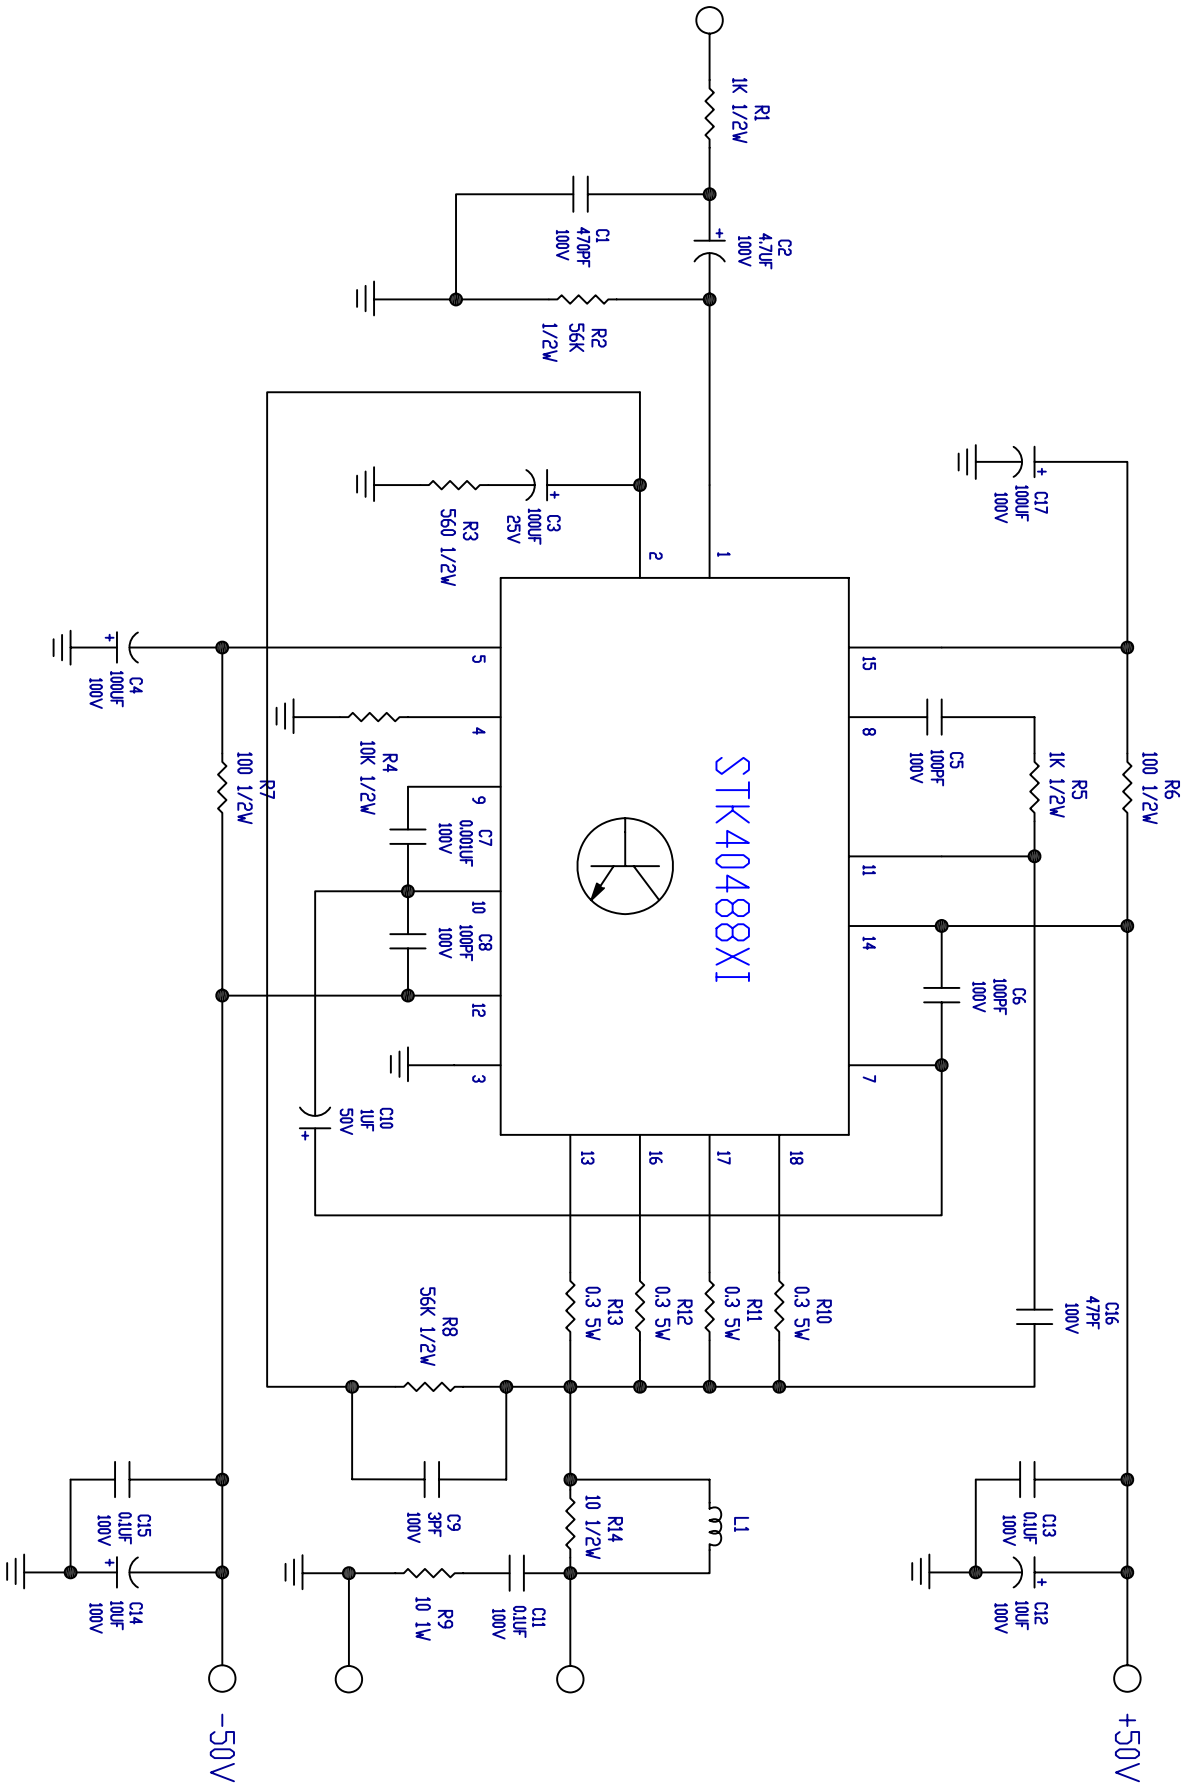 R6
100 1/2W
+50V
C17
100UF
100V
R5
1K 1/2W
C16
47PF
100V
C13
0.1UF
100V
C12
10UF
100V
+
+
C5
100PF
100V
C6
100PF
100V
15
8
11
14
7
R1
1K 1/2W
C2
4.7UF
100V
+
1
STK40488XI
18
R10
0.3 5W
17
R11
0.3 5W
L1
C1
470PF
100V
R2
56K
1/2W
2
16
R12
0.3 5W
13
R13
0.3 5W
R14
10 1/2W
C3
100UF
25V
+
R3
560 1/2W
C11
0.1UF
100V
5
4
9
10
12
3
C7
0.001UF
100V
C8
100PF
100V
R8
56K 1/2W
C9
3PF
100V
R9
10 1W
R4
10K 1/2W
C10
1UF
50V
+
R7
100 1/2W
-50V
C4
100UF
100V
+
C15
0.1UF
100V
C14
10UF
100V
+